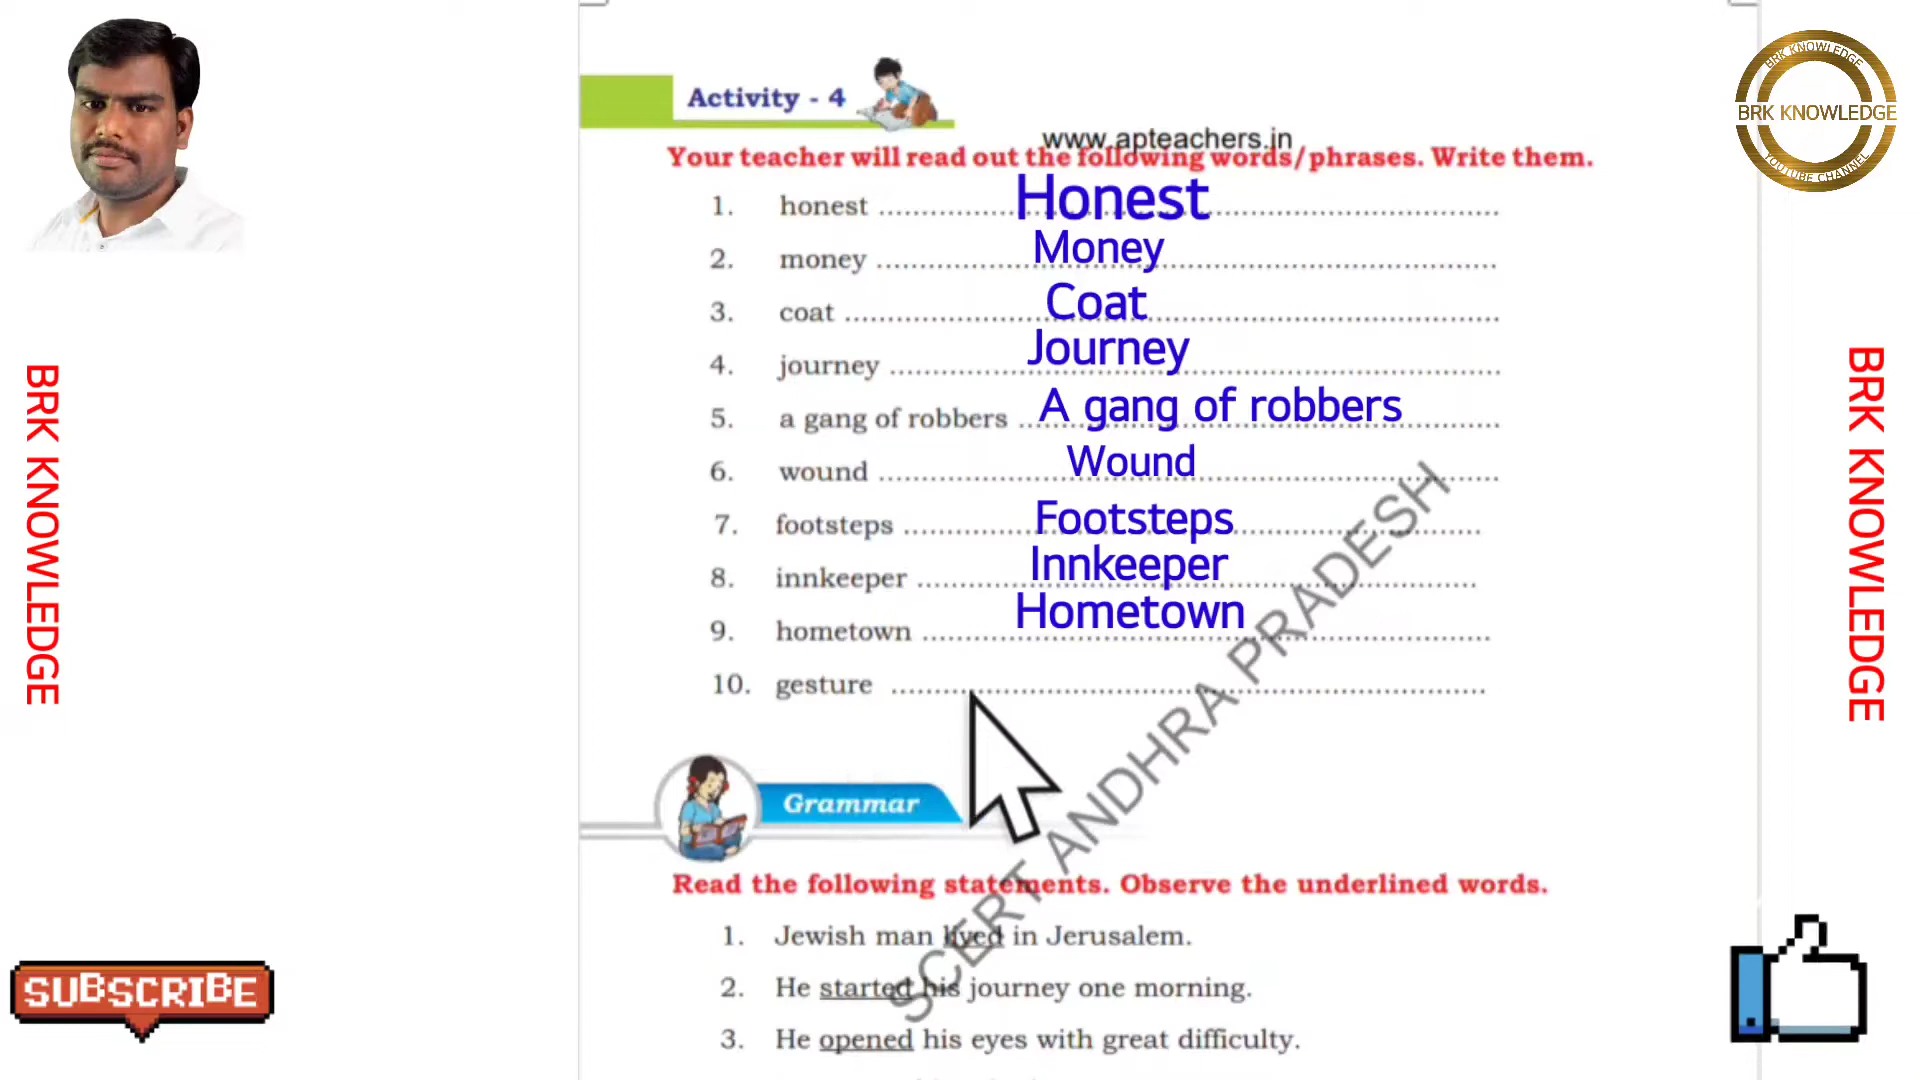 Activity - 4
www.apteachers.in
Your teacher will read out the following words/phrases. Write them.
1. honest ........ Honest ........
2. money ........ Money ........
3. coat ........ Coat ........
4. journey ........ Journey ........
5. a gang of robbers ... A gang of robbers ........
6. wound ........ Wound ........
7. footsteps ........ Footsteps ........
8. innkeeper ........ Innkeeper ........
9. hometown ........ Hometown ........
10. gesture ................
Grammar
Read the following statements. Observe the underlined words.
1. Jewish man lived in Jerusalem.
2. He started his journey one morning.
3. He opened his eyes with great difficulty.
SCERT ANDHRA PRADESH
BRK KNOWLEDGE
BRK KNOWLEDGE
BRK KNOWLEDGE
BRK KNOWLEDGE
YOUTUBE CHANNEL
SUBSCRIBE